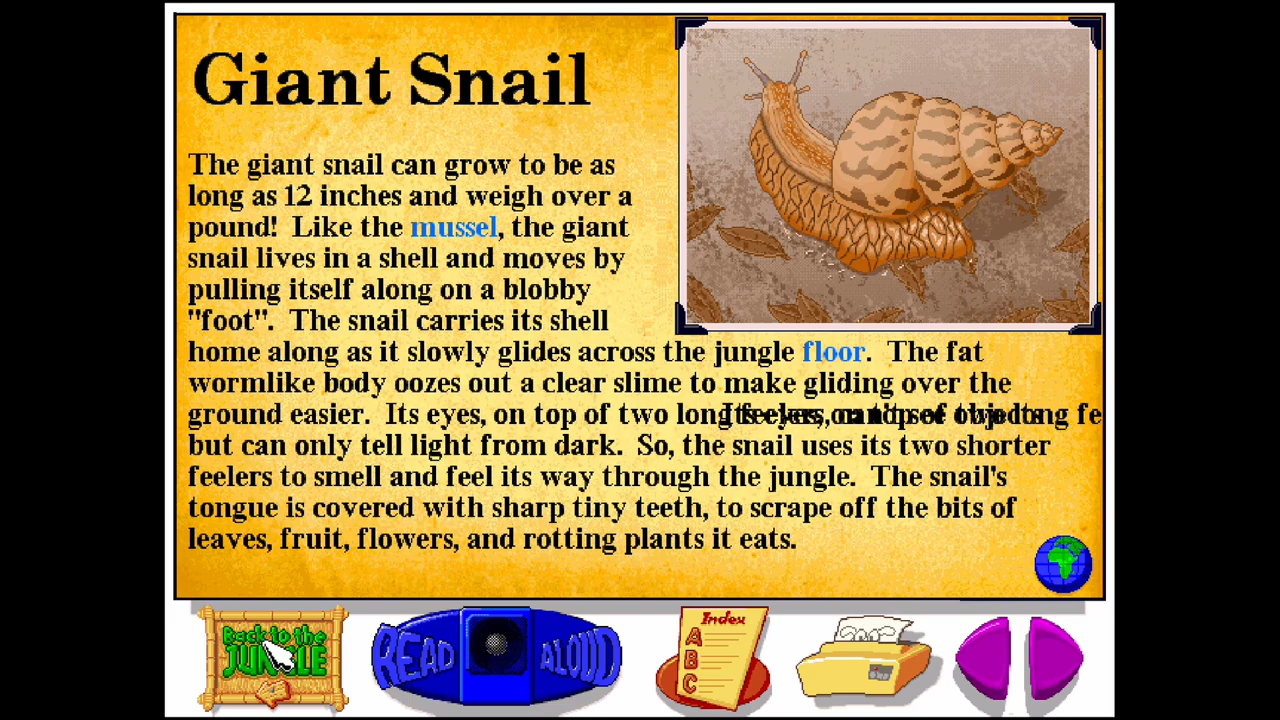 Giant Snail
The giant snail can grow to be as
long as 12 inches and weigh over a
pound!  Like the mussel, the giant
snail lives in a shell and moves by
pulling itself along on a blobby
"foot".  The snail carries its shell
home along as it slowly glides across the jungle floor.  The fat
wormlike body oozes out a clear slime to make gliding over the
ground easier.  Its eyes, on top of two long
but can only tell light from dark.  So, the snail uses its two shorter
feelers to smell and feel its way through the jungle.  The snail's
tongue is covered with sharp tiny teeth, to scrape off the bits of
leaves, fruit, flowers, and rotting plants it eats.
Back to the
JUNGLE
READ ALOUD
Index
A
B
C